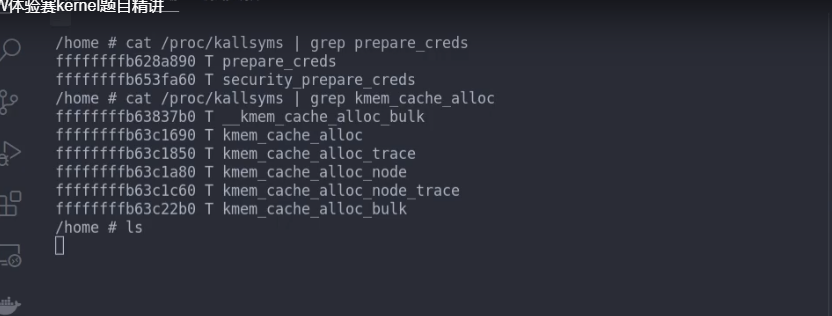 W体验赛kernel题目精讲
/home # cat /proc/kallsyms | grep prepare_creds
ffffffffb628a890 T prepare_creds
ffffffffb653fa60 T security_prepare_creds
/home # cat /proc/kallsyms | grep kmem_cache_alloc
ffffffffb63837b0 T __kmem_cache_alloc_bulk
ffffffffb63c1690 T kmem_cache_alloc
ffffffffb63c1850 T kmem_cache_alloc_trace
ffffffffb63c1a80 T kmem_cache_alloc_node
ffffffffb63c1c60 T kmem_cache_alloc_node_trace
ffffffffb63c22b0 T kmem_cache_alloc_bulk
/home # ls